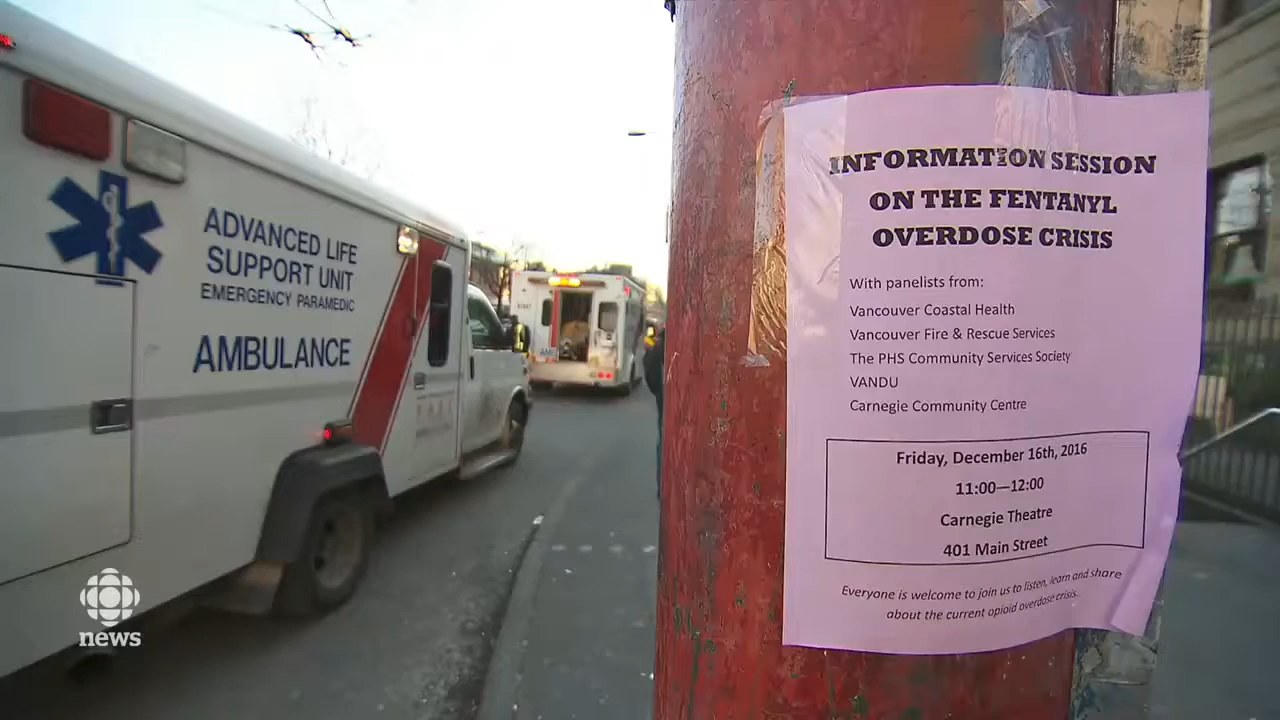 ADVANCED LIFE
SUPPORT UNIT
EMERGENCY PARAMEDIC
AMBULANCE
INFORMATION SESSION
ON THE FENTANYL
OVERDOSE CRISIS
With panelists from:
Vancouver Coastal Health
Vancouver Fire & Rescue Services
The PHS Community Services Society
VANDU
Carnegie Community Centre
Friday, December 16th, 2016
11:00—12:00
Carnegie Theatre
401 Main Street
Everyone is welcome to join us to listen, learn and share
about the current opioid overdose crisis.
news